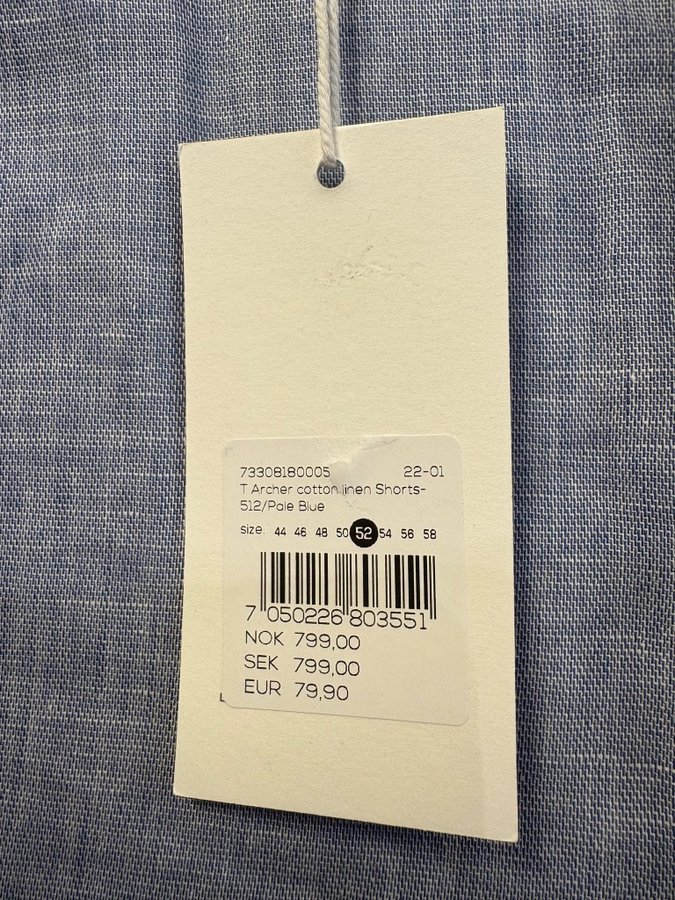 73308180005 22-01
T Archer cotton linen Shorts-
512/Pale Blue
size: 44 46 48 50 52 54 56 58
7 050226 803551
NOK 799,00
SEK 799,00
EUR 79,90